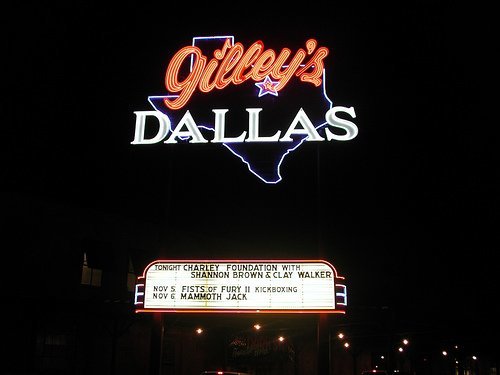 Gilley's
DALLAS
TONIGHT CHARLEY FOUNDATION WITH
SHANNON BROWN & CLAY WALKER
NOV 5 FISTS OF FURY II KICKBOXING
NOV 6 MAMMOTH JACK